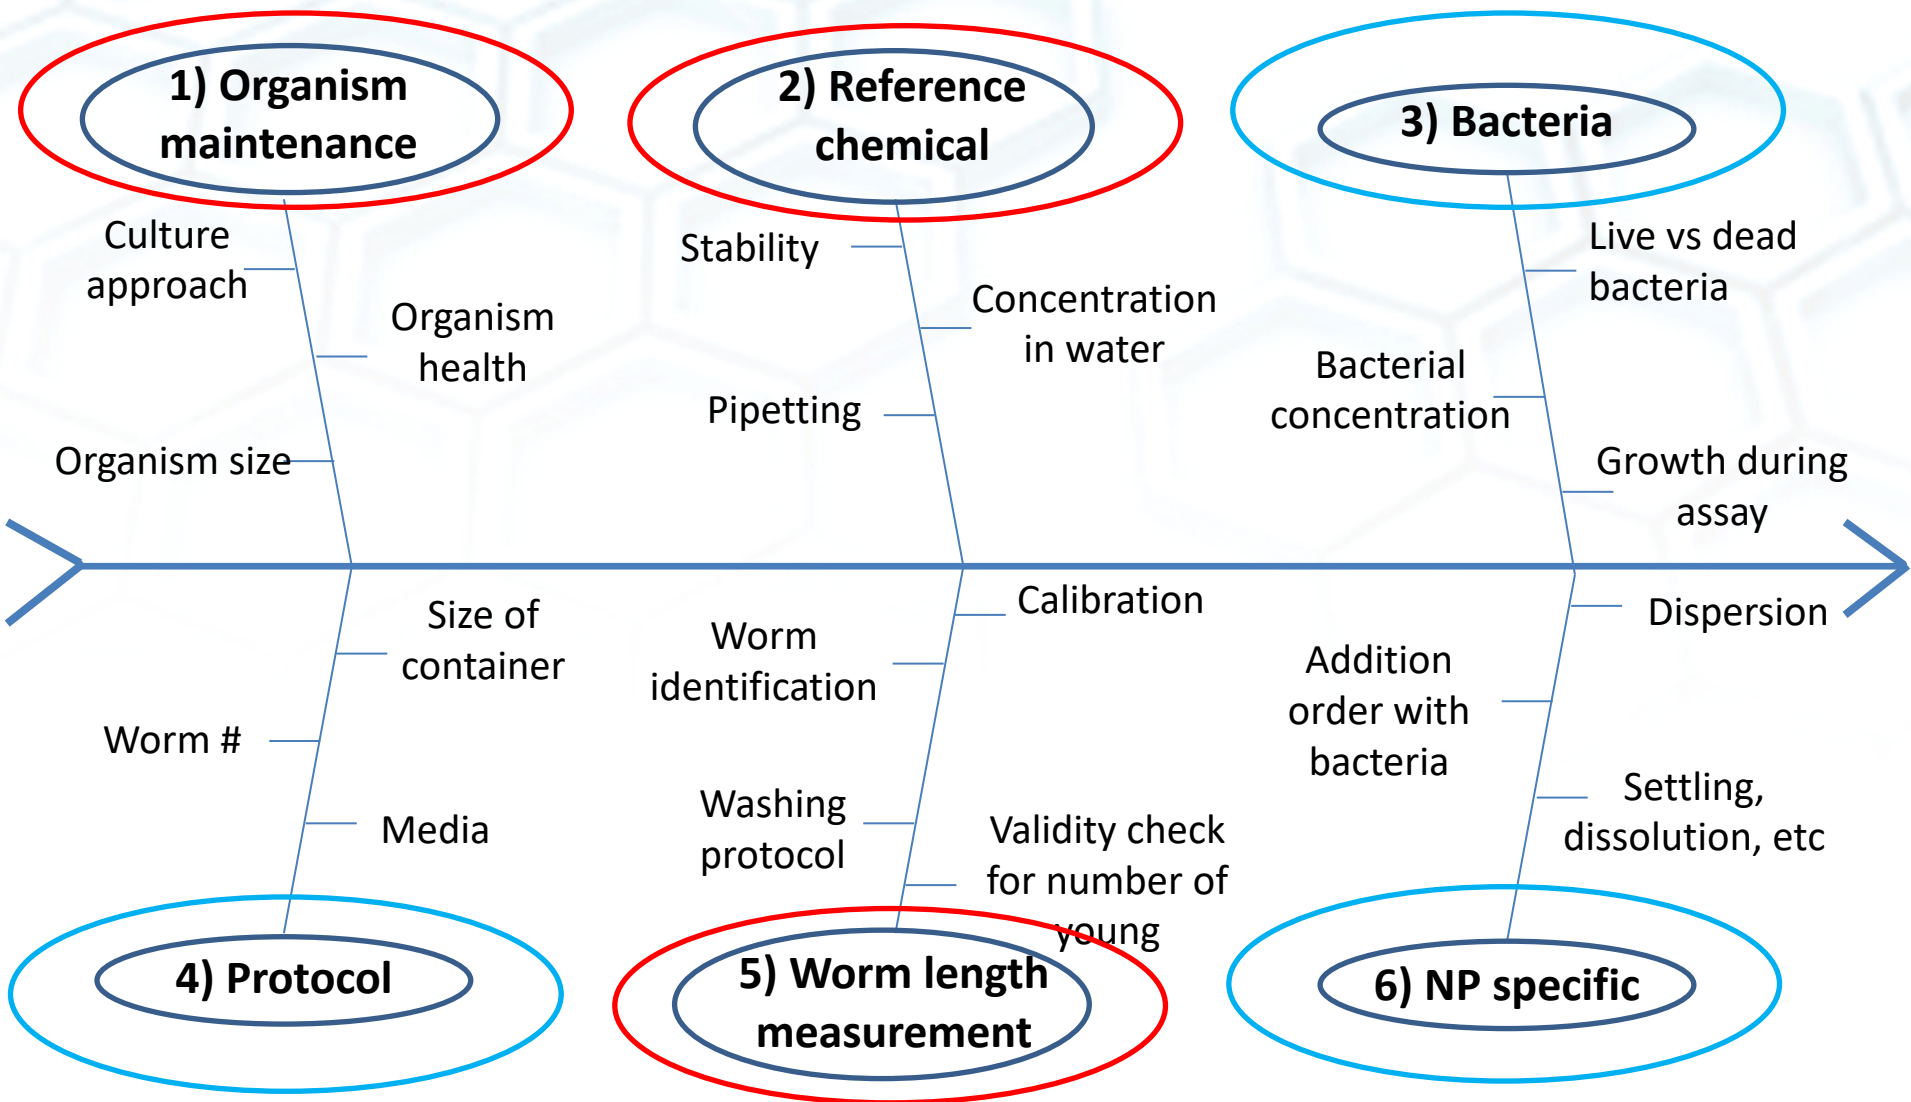 1) Organism
maintenance
2) Reference
chemical
3) Bacteria
Culture
approach
Organism
health
Organism size
Stability
Concentration
in water
Pipetting
Live vs dead
bacteria
Bacterial
concentration
Growth during
assay
Size of
container
Worm #
Media
Calibration
Worm
identification
Washing
protocol
Validity check
for number of
young
Dispersion
Addition
order with
bacteria
Settling,
dissolution, etc
4) Protocol
5) Worm length
measurement
6) NP specific